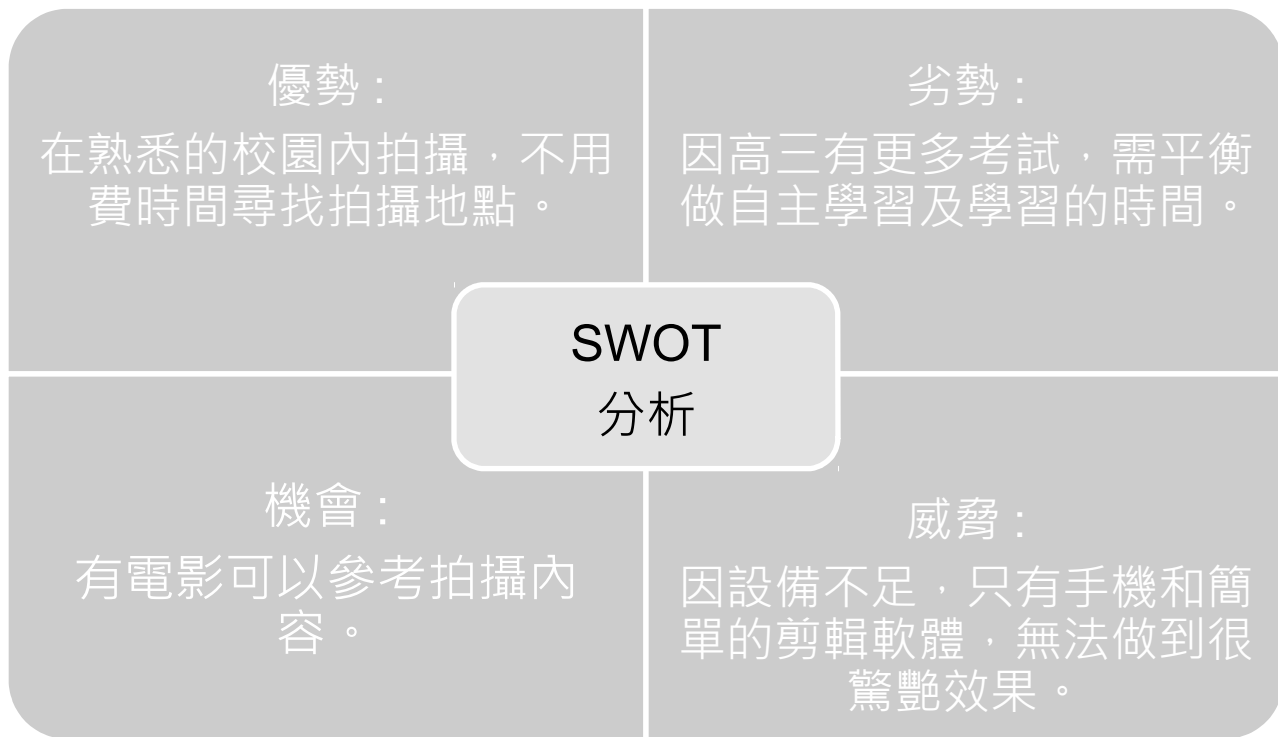 優勢：
在熟悉的校園內拍攝，不用
費時間尋找拍攝地點。
劣勢：
因高三有更多考試，需平衡
做自主學習及學習的時間。
SWOT
分析
機會：
有電影可以參考拍攝內
容。
威脅：
因設備不足，只有手機和簡
單的剪輯軟體，無法做到很
驚艷效果。